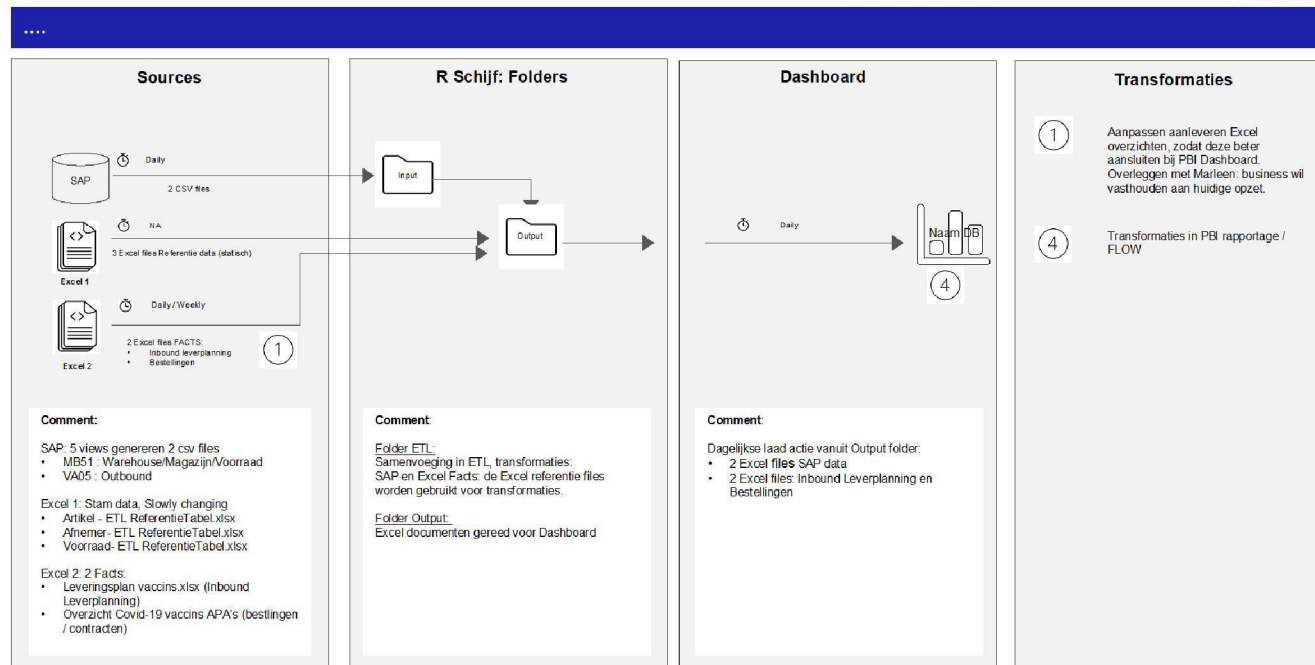 ....
Sources
Daily
SAP
2 CSV files
NA
3 Excel files Referentie data (statisch)
Excel 1
Daily / Weekly
2 Excel files FACTS:
• Inbound leverplanning
• Bestellingen
1
Excel 2
Comment:
SAP: 5 views genereren 2 csv files
• MB51 : Warehouse/Magazijn/Voorraad
• VA05 : Outbound
Excel 1: Stam data, Slowly changing
• Artikel - ETL ReferentieTabel.xlsx
• Afnemer- ETL ReferentieTabel.xlsx
• Voorraad- ETL ReferentieTabel.xlsx
Excel 2: 2 Facts:
• Leveringsplan vaccins.xlsx (Inbound
Leverplanning)
• Overzicht Covid-19 vaccins APA's (bestlingen
/ contracten)
R Schijf: Folders
Input
Output
Comment:
Folder ETL:
Samenvoeging in ETL, transformaties:
SAP en Excel Facts: de Excel referentie files
worden gebruikt voor transformaties.
Folder Output:
Excel documenten gereed voor Dashboard
Dashboard
Daily
Naam DB
4
Comment:
Dagelijkse laad actie vanuit Output folder:
• 2 Excel files SAP data
• 2 Excel files: Inbound Leverplanning en
Bestellingen
Transformaties
1
Aanpassen aanleveren Excel
overzichten, zodat deze beter
aansluiten bij PBI Dashboard.
Overleggen met Marleen: business wil
vasthouden aan huidige opzet.
4
Transformaties in PBI rapportage /
FLOW